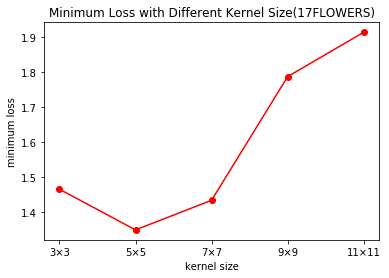 Minimum Loss with Different Kernel Size(17FLOWERS)
1.9
1.8
1.7
1.6
1.5
1.4
minimum loss
3×3 5×5 7×7 9×9 11×11
kernel size